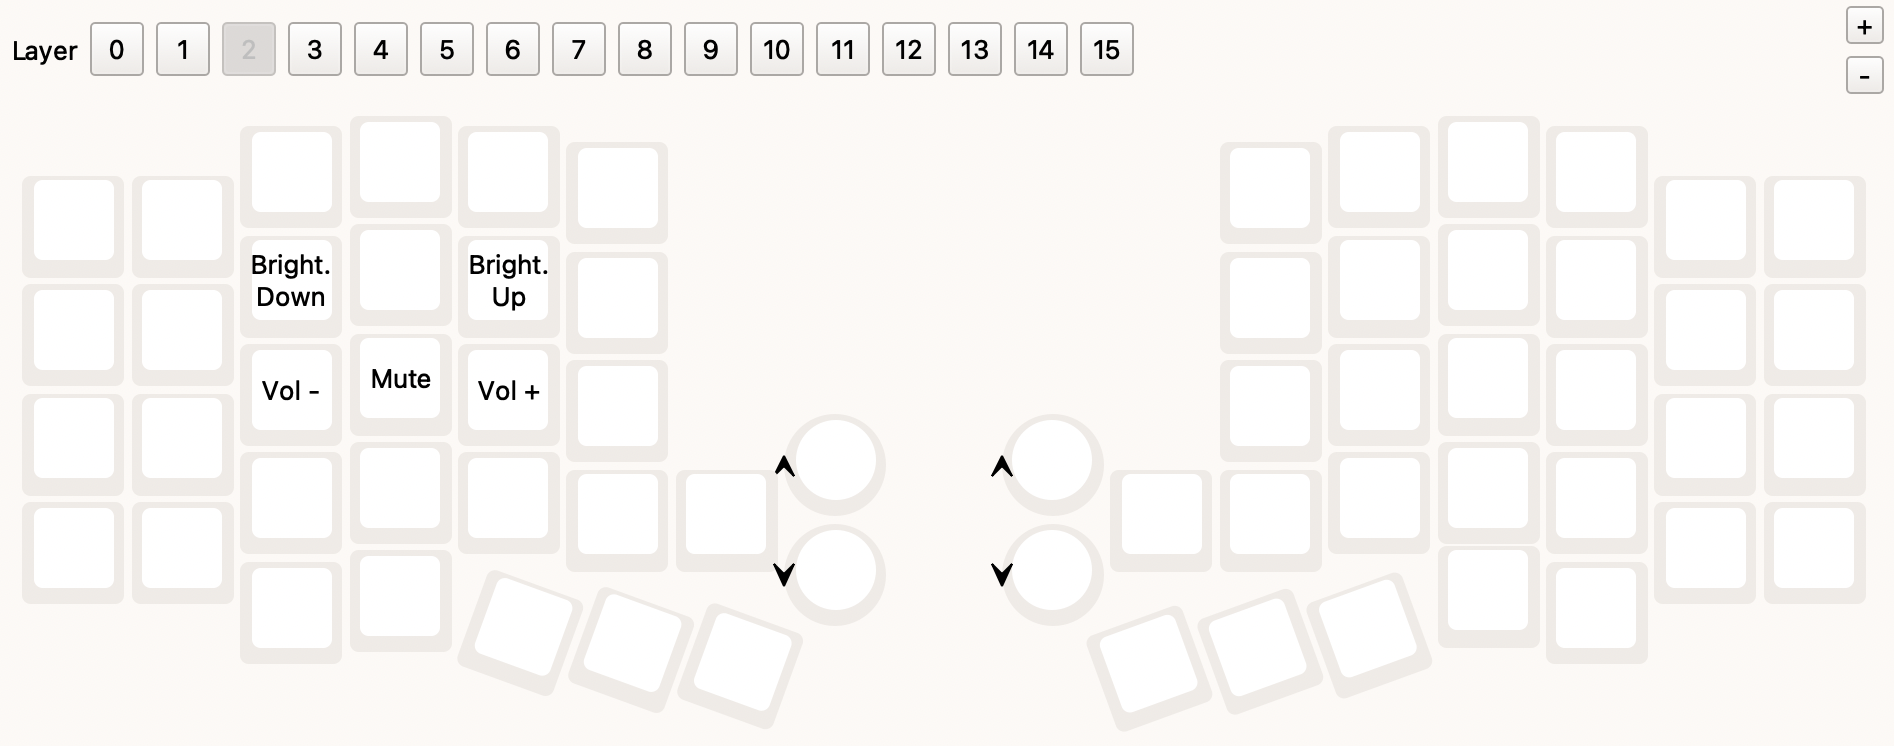 Layer 0 1 2 3 4 5 6 7 8 9 10 11 12 13 14 15 +
-
Bright. Bright.
Down Up
Vol - Mute Vol +